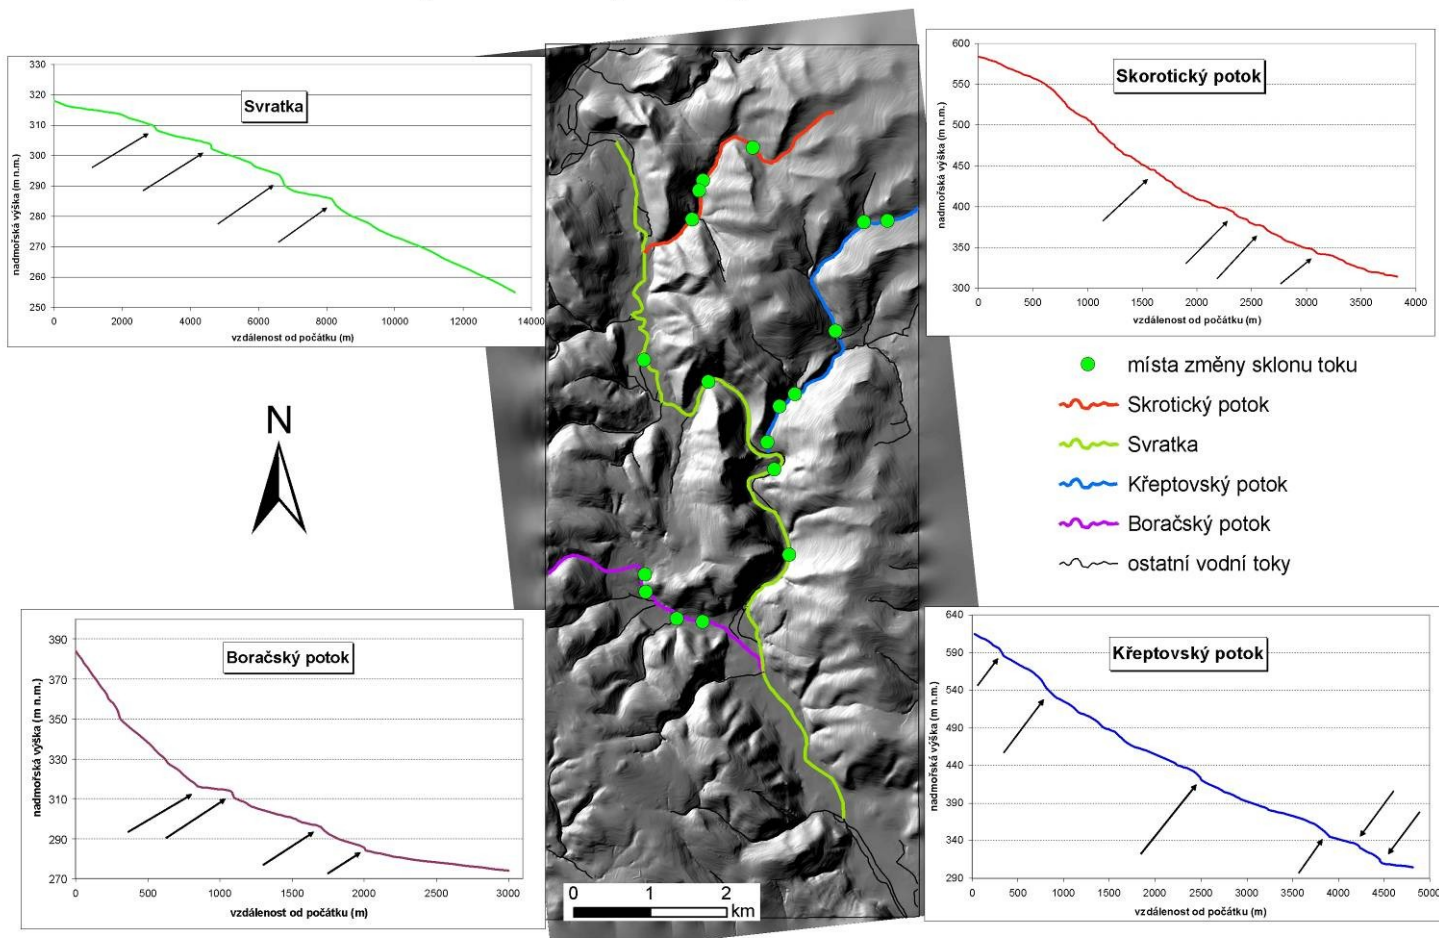 Svratka
nadmořská výška (m n.m.)
330
320
310
300
290
280
270
260
250
0 2000 4000 6000 8000 10000 12000 14000
vzdálenost od počátku (m)
Skorotický potok
nadmořská výška (m n.m.)
600
550
500
450
400
350
300
0 500 1000 1500 2000 2500 3000 3500 4000
vzdálenost od počátku (m)
N
místa změny sklonu toku
Skrotický potok
Svratka
Křeptovský potok
Boračský potok
ostatní vodní toky
Boračský potok
nadmořská výška (m n.m.)
390
370
350
330
310
290
270
0 500 1000 1500 2000 2500 3000
vzdálenost od počátku (m)
0 1 2
km
Křeptovský potok
nadmořská výška (m n.m.)
640
590
540
490
440
390
340
290
0 500 1000 1500 2000 2500 3000 3500 4000 4500 5000
vzdálenost od počátku (m)